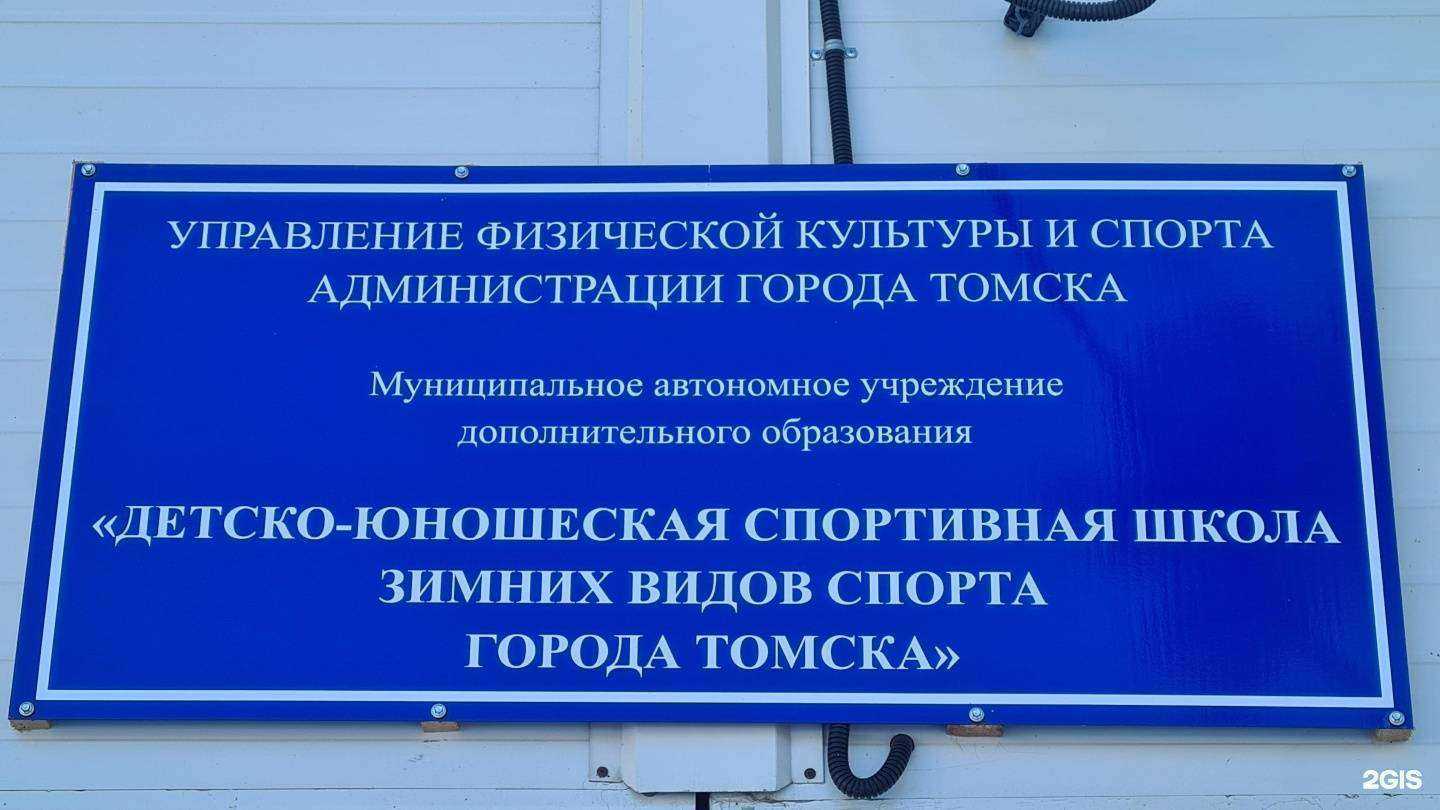 УПРАВЛЕНИЕ ФИЗИЧЕСКОЙ КУЛЬТУРЫ И СПОРТА
АДМИНИСТРАЦИИ ГОРОДА ТОМСКА
Муниципальное автономное учреждение
дополнительного образования
«ДЕТСКО-ЮНОШЕСКАЯ СПОРТИВНАЯ ШКОЛА
ЗИМНИХ ВИДОВ СПОРТА
ГОРОДА ТОМСКА»
2GIS